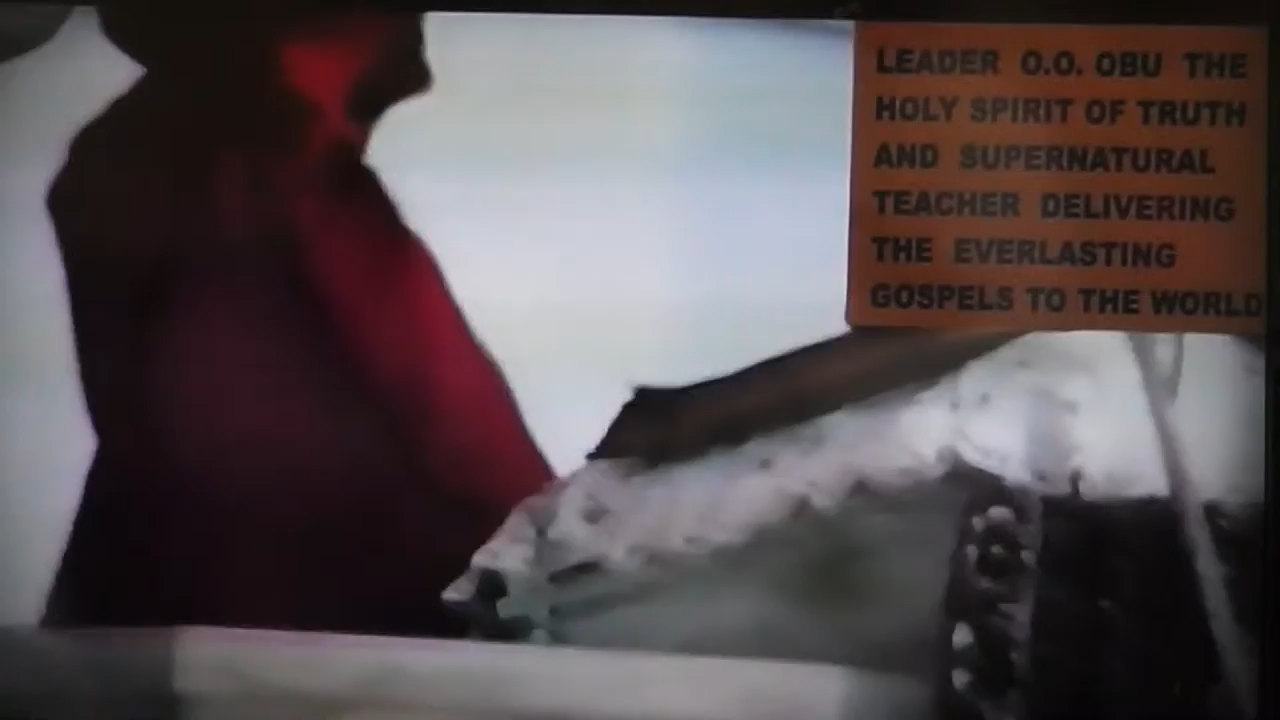 LEADER O.O. OBU THE
HOLY SPIRIT OF TRUTH
AND SUPERNATURAL
TEACHER DELIVERING
THE EVERLASTING
GOSPELS TO THE WORLD